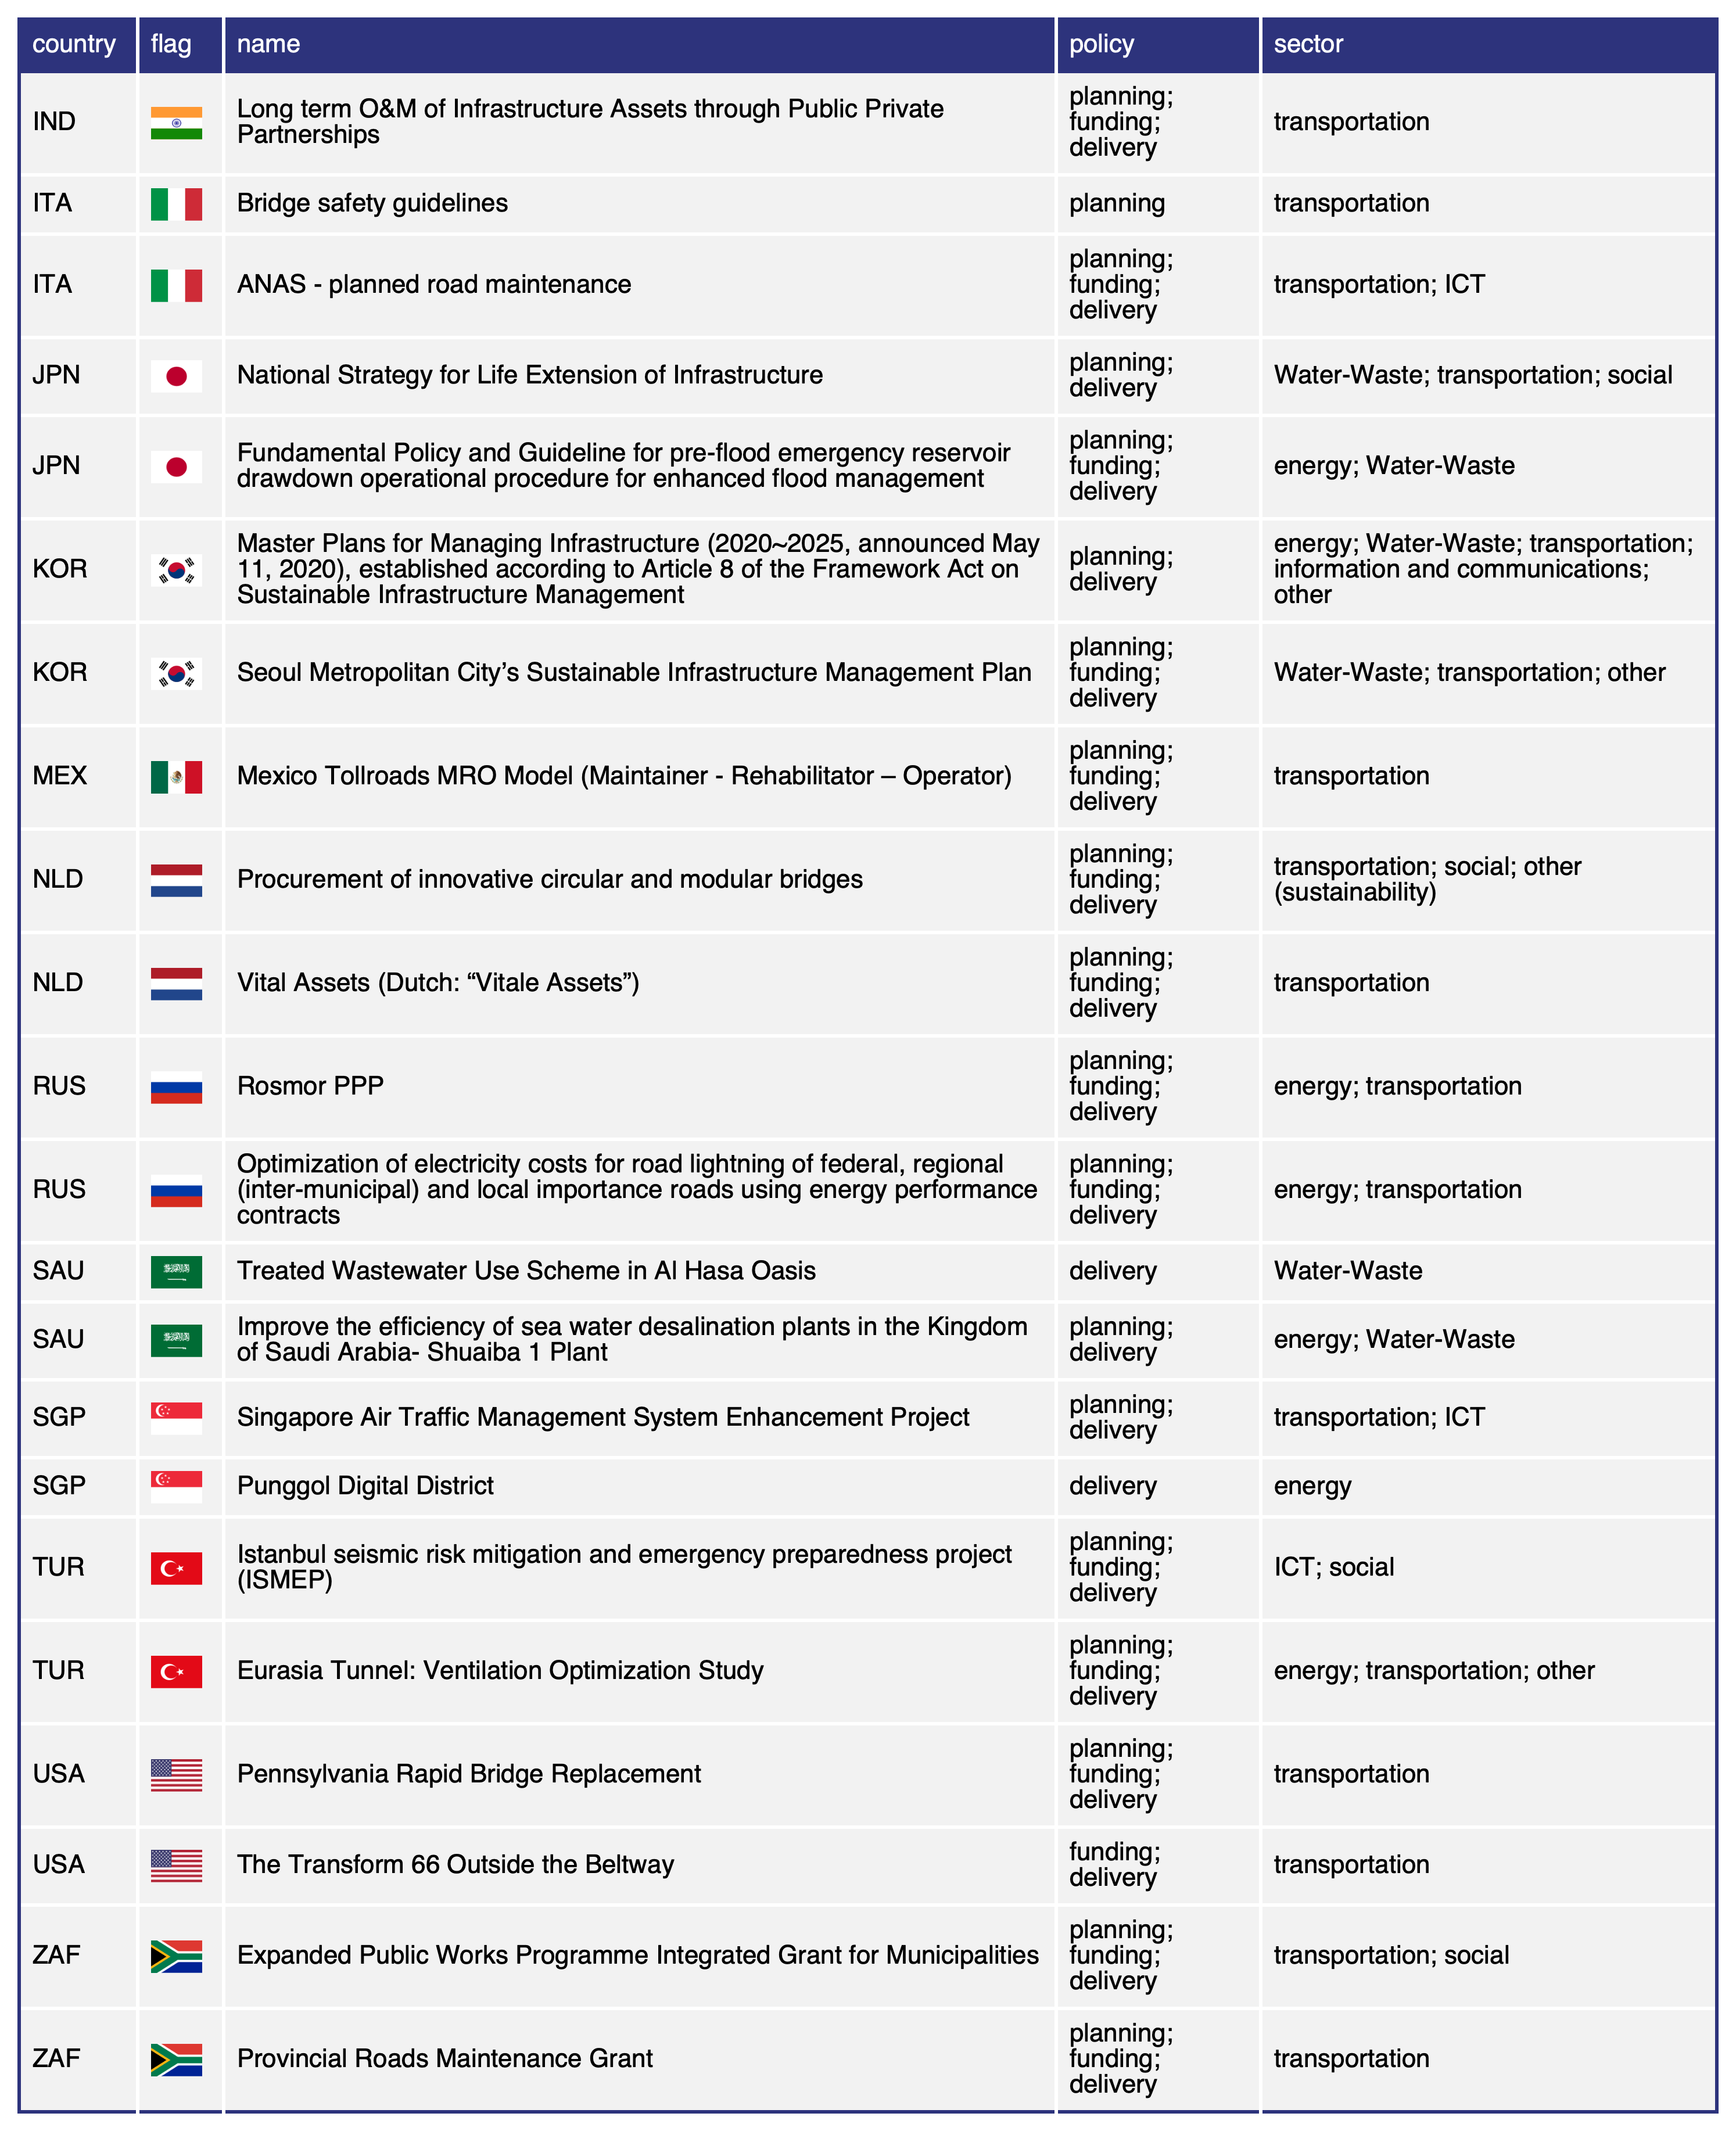 country flag name policy sector
IND
Long term O&M of Infrastructure Assets through Public Private
Partnerships
planning;
funding;
delivery
transportation
ITA
Bridge safety guidelines
planning
transportation
ITA
ANAS - planned road maintenance
planning;
funding;
delivery
transportation; ICT
JPN
National Strategy for Life Extension of Infrastructure
planning;
delivery
Water-Waste; transportation; social
JPN
Fundamental Policy and Guideline for pre-flood emergency reservoir
drawdown operational procedure for enhanced flood management
planning;
funding;
delivery
energy; Water-Waste
KOR
Master Plans for Managing Infrastructure (2020~2025, announced May
11, 2020), established according to Article 8 of the Framework Act on
Sustainable Infrastructure Management
planning;
delivery
energy; Water-Waste; transportation;
information and communications;
other
KOR
Seoul Metropolitan City’s Sustainable Infrastructure Management Plan
planning;
funding;
delivery
Water-Waste; transportation; other
MEX
Mexico Tollroads MRO Model (Maintainer - Rehabilitator – Operator)
planning;
funding;
delivery
transportation
NLD
Procurement of innovative circular and modular bridges
planning;
funding;
delivery
transportation; social; other
(sustainability)
NLD
Vital Assets (Dutch: “Vitale Assets”)
planning;
funding;
delivery
transportation
RUS
Rosmor PPP
planning;
funding;
delivery
energy; transportation
RUS
Optimization of electricity costs for road lightning of federal, regional
(inter-municipal) and local importance roads using energy performance
contracts
planning;
funding;
delivery
energy; transportation
SAU
Treated Wastewater Use Scheme in Al Hasa Oasis
delivery
Water-Waste
SAU
Improve the efficiency of sea water desalination plants in the Kingdom
of Saudi Arabia- Shuaiba 1 Plant
planning;
delivery
energy; Water-Waste
SGP
Singapore Air Traffic Management System Enhancement Project
planning;
delivery
transportation; ICT
SGP
Punggol Digital District
delivery
energy
TUR
Istanbul seismic risk mitigation and emergency preparedness project
(ISMEP)
planning;
funding;
delivery
ICT; social
TUR
Eurasia Tunnel: Ventilation Optimization Study
planning;
funding;
delivery
energy; transportation; other
USA
Pennsylvania Rapid Bridge Replacement
planning;
funding;
delivery
transportation
USA
The Transform 66 Outside the Beltway
funding;
delivery
transportation
ZAF
Expanded Public Works Programme Integrated Grant for Municipalities
planning;
funding;
delivery
transportation; social
ZAF
Provincial Roads Maintenance Grant
planning;
funding;
delivery
transportation